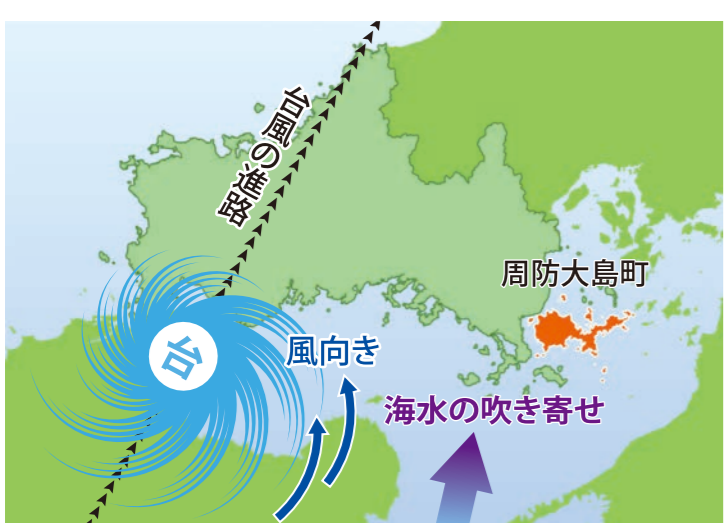 台風の進路
周防大島町
台
風向き
海水の吹き寄せ